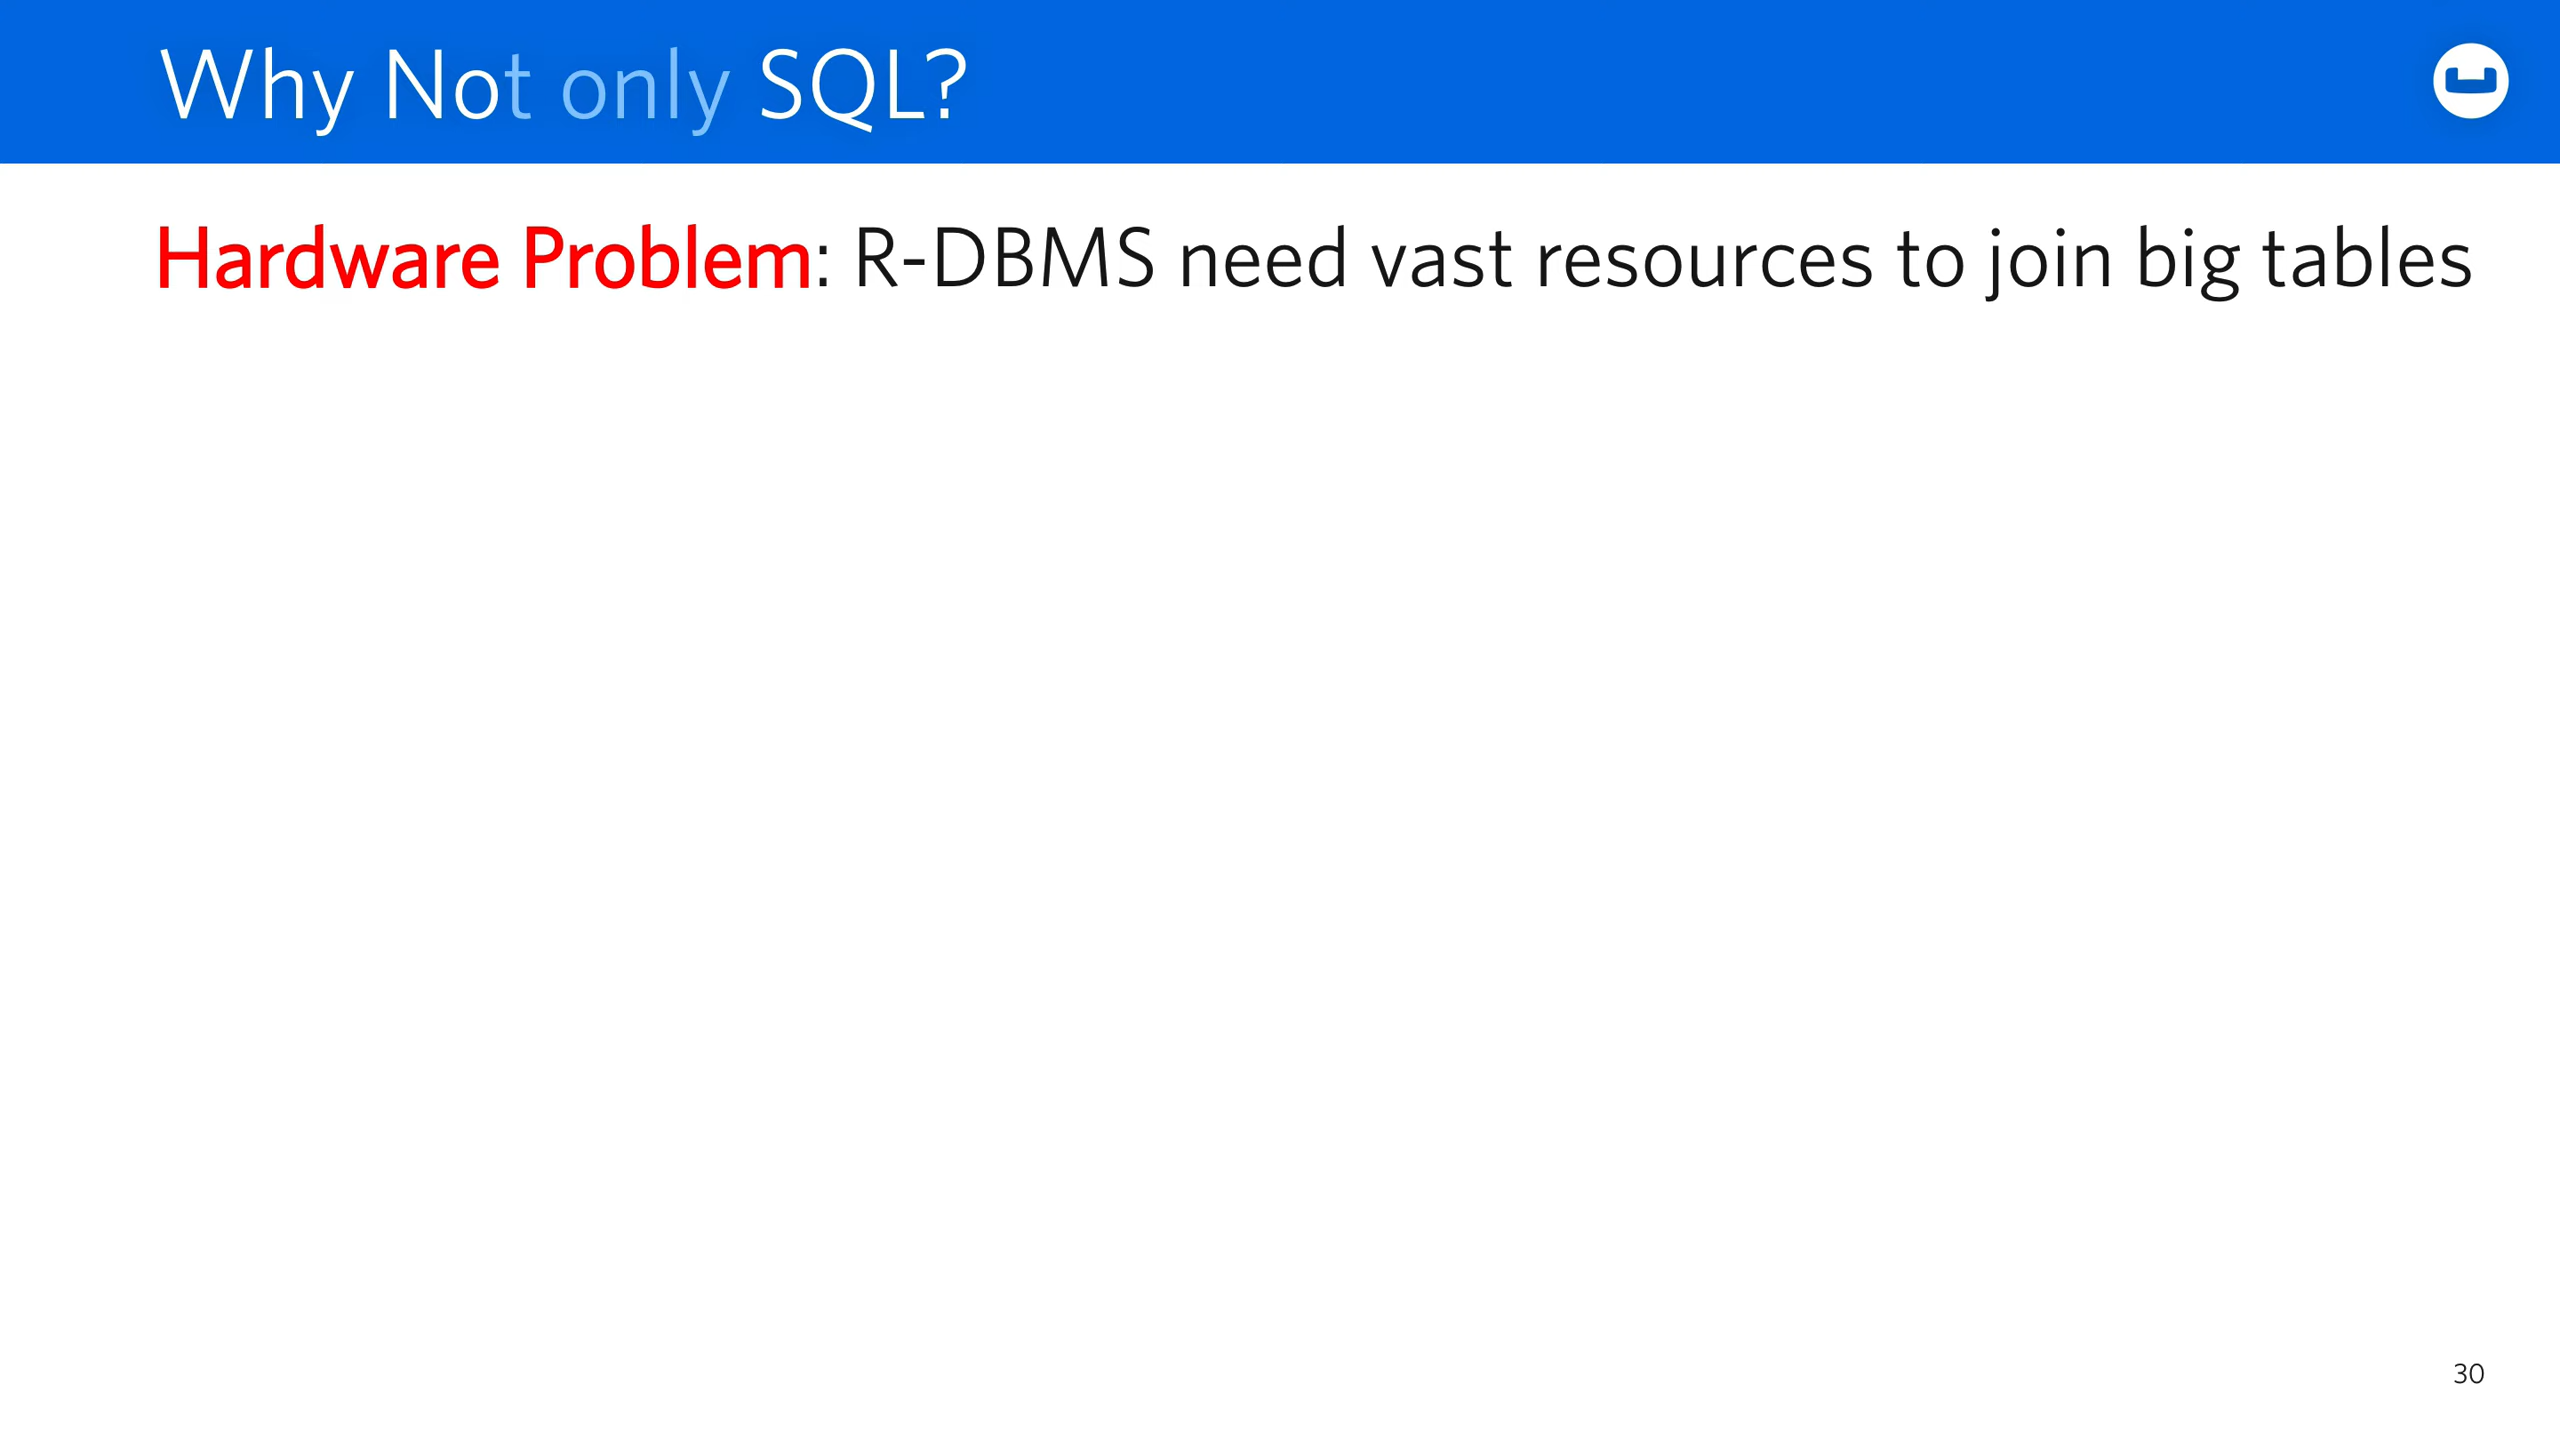 Why Not only SQL?
Hardware Problem: R-DBMS need vast resources to join big tables
30